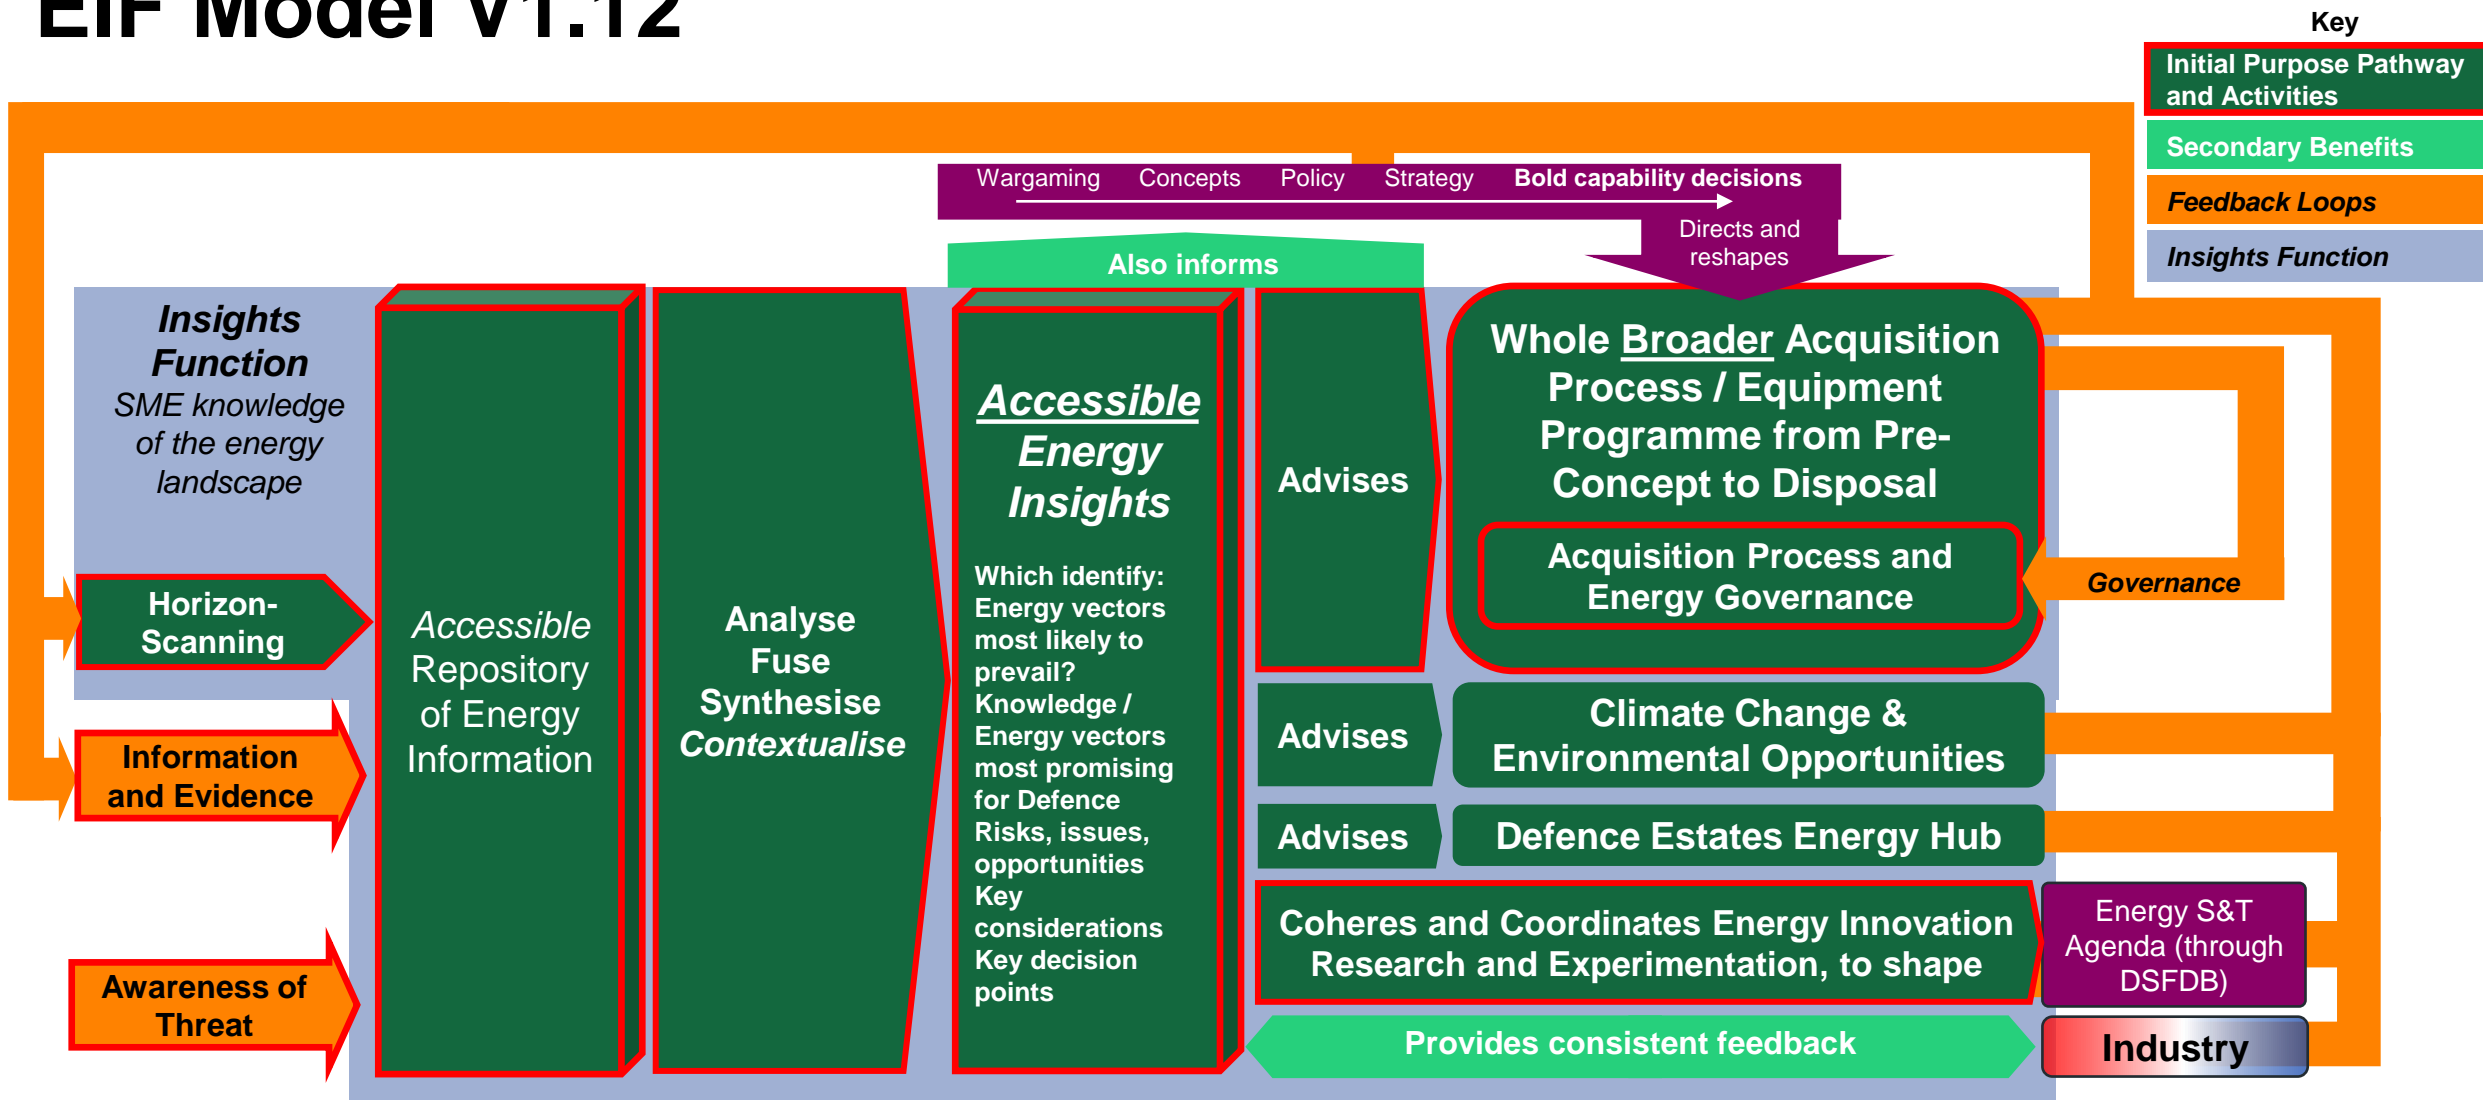 EIF Model V1.12
Key
Initial Purpose Pathway
and Activities
Secondary Benefits
Feedback Loops
Insights Function
Wargaming Concepts Policy Strategy Bold capability decisions
Directs and
reshapes
Also informs
Insights
Function
SME knowledge
of the energy
landscape
Horizon-
Scanning
Information
and Evidence
Awareness of
Threat
Accessible
Repository
of Energy
Information
Analyse
Fuse
Synthesise
Contextualise
Accessible
Energy
Insights
Which identify:
Energy vectors
most likely to
prevail?
Knowledge /
Energy vectors
most promising
for Defence
Risks, issues,
opportunities
Key
considerations
Key decision
points
Advises
Whole Broader Acquisition
Process / Equipment
Programme from Pre-
Concept to Disposal
Acquisition Process and
Energy Governance
Governance
Advises
Climate Change &
Environmental Opportunities
Advises
Defence Estates Energy Hub
Coheres and Coordinates Energy Innovation
Research and Experimentation, to shape
Energy S&T
Agenda (through
DSFDB)
Provides consistent feedback
Industry